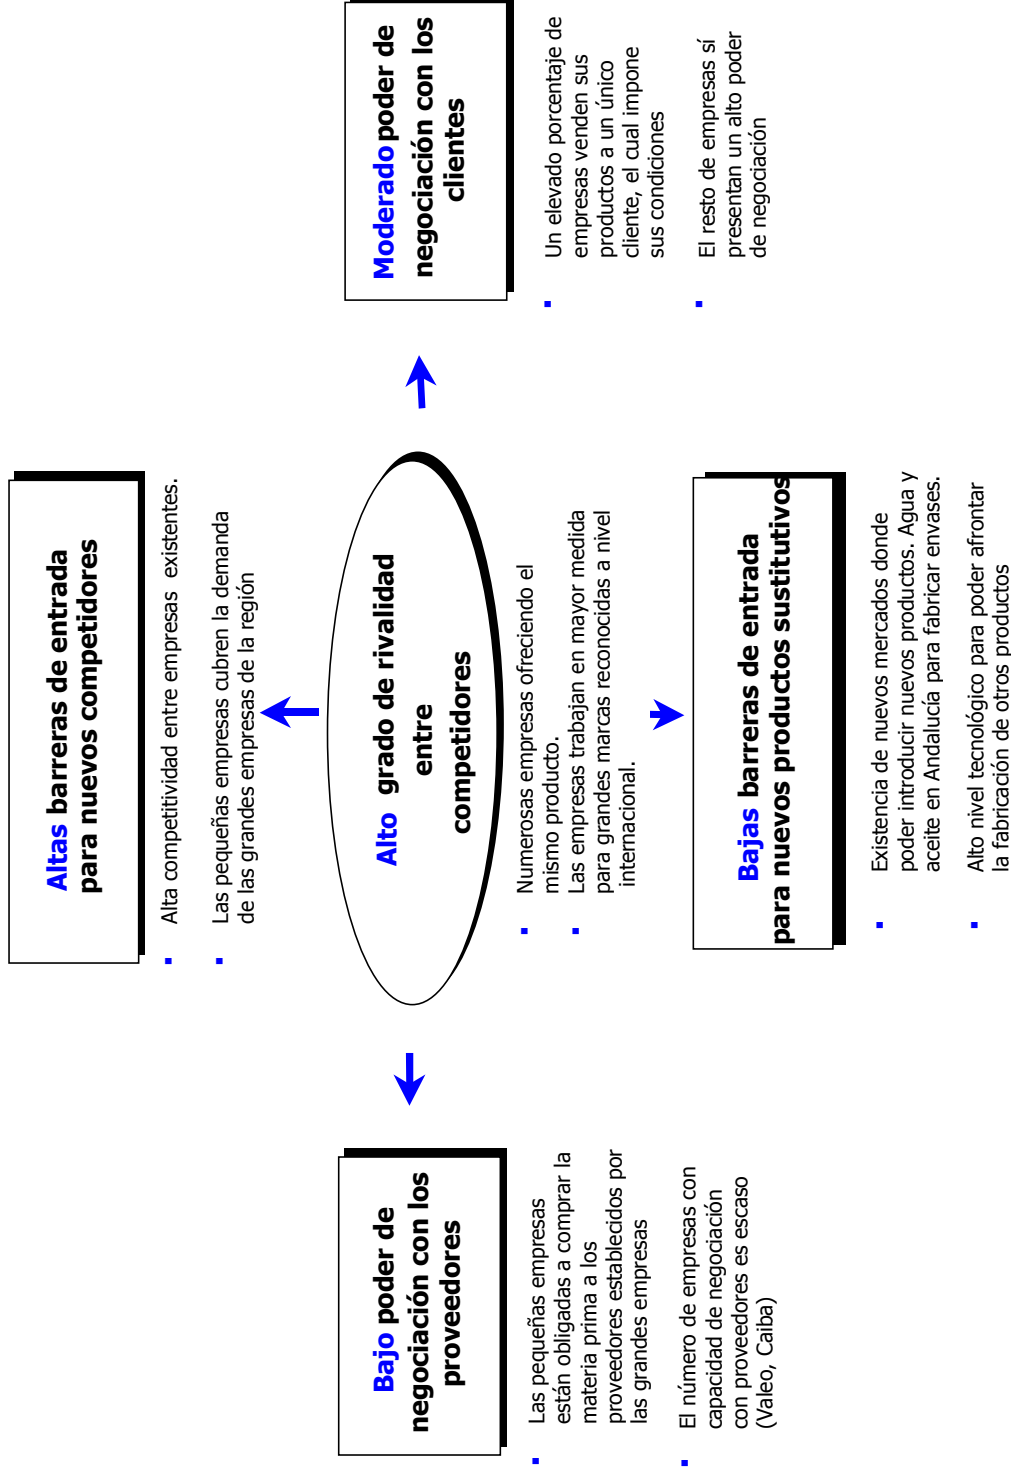 Altas barreras de entrada
para nuevos competidores
Alta competitividad entre empresas existentes.
Las pequeñas empresas cubren la demanda
de las grandes empresas de la región
Bajo poder de
negociación con los
proveedores
Las pequeñas empresas
están obligadas a comprar la
materia prima a los
proveedores establecidos por
las grandes empresas
El número de empresas con
capacidad de negociación
con proveedores es escaso
(Valeo, Caiba)
Alto grado de rivalidad
entre
competidores
Numerosas empresas ofreciendo el
mismo producto.
Las empresas trabajan en mayor medida
para grandes marcas reconocidas a nivel
internacional.
Moderado poder de
negociación con los
clientes
Un elevado porcentaje de
empresas venden sus
productos a un único
cliente, el cual impone
sus condiciones
El resto de empresas sí
presentan un alto poder
de negociación
Bajas barreras de entrada
para nuevos productos sustitutivos
Existencia de nuevos mercados donde
poder introducir nuevos productos. Agua y
aceite en Andalucía para fabricar envases.
Alto nivel tecnológico para poder afrontar
la fabricación de otros productos